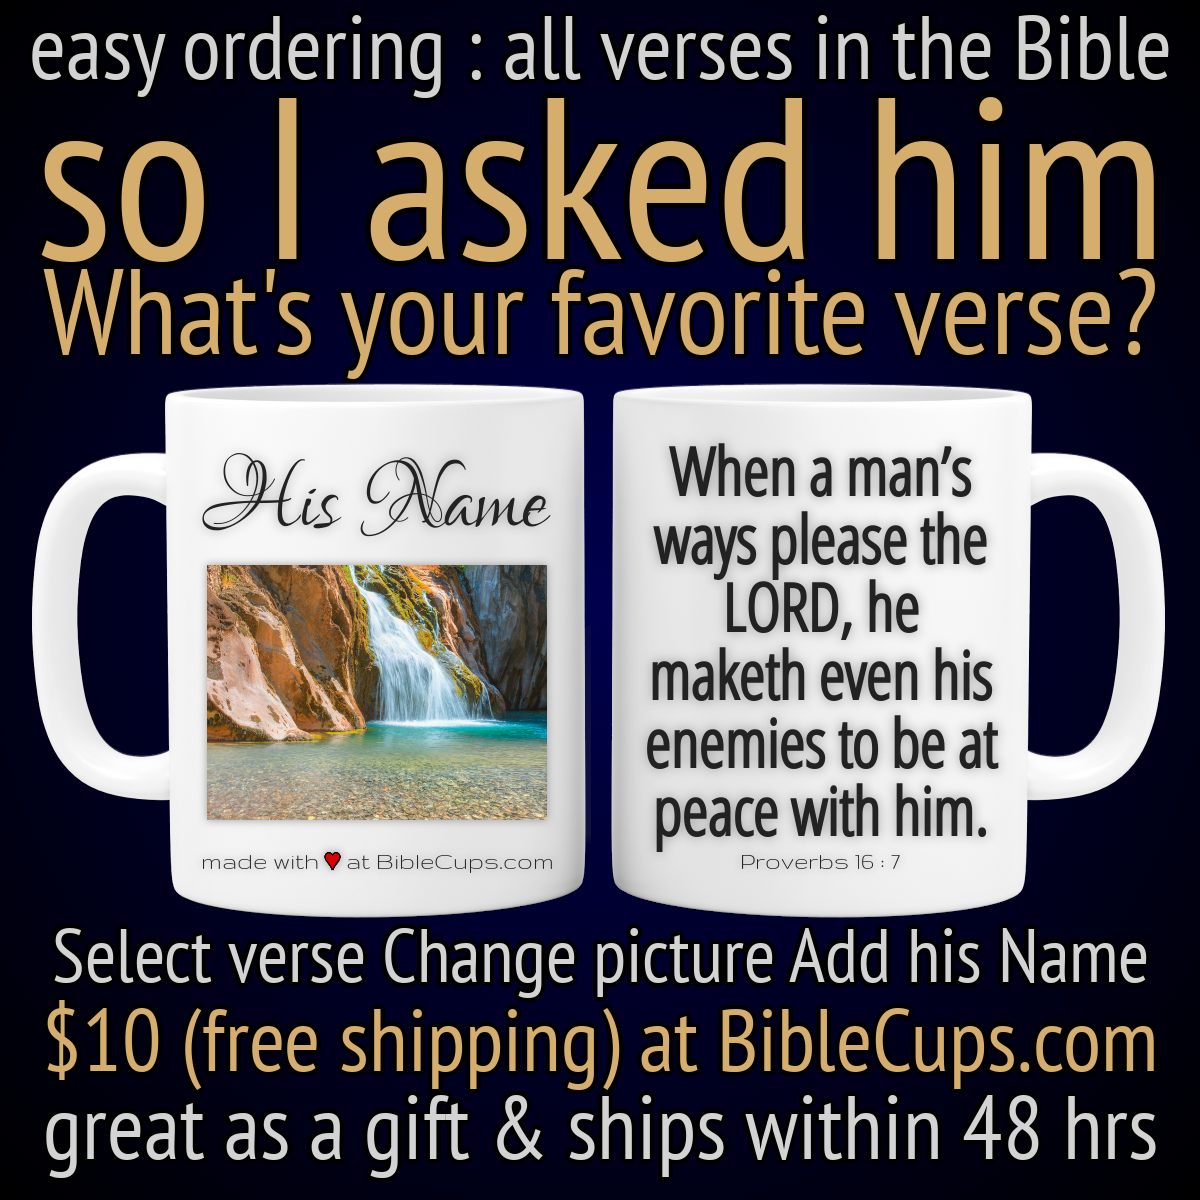 easy ordering : all verses in the Bible
so I asked him
What's your favorite verse?
His Name
made with ♥ at BibleCups.com
When a man’s
ways please the
LORD, he
maketh even his
enemies to be at
peace with him.
Proverbs 16 : 7
Select verse Change picture Add his Name
$10 (free shipping) at BibleCups.com
great as a gift & ships within 48 hrs